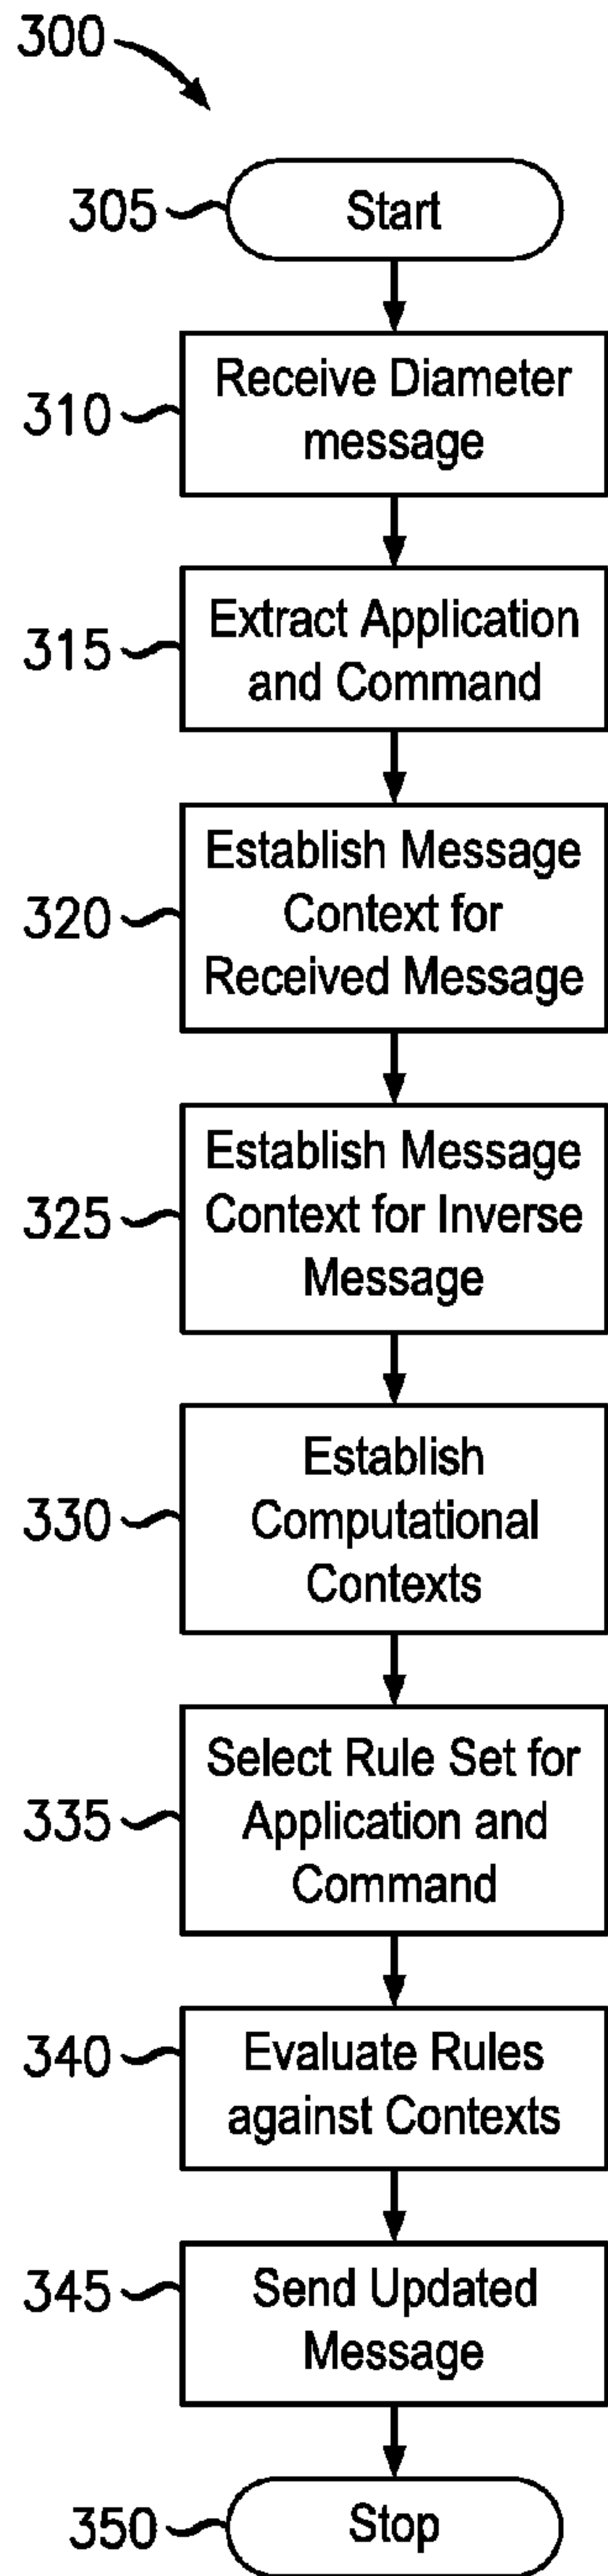 300
305
Start
310
Receive Diameter
message
315
Extract Application
and Command
320
Establish Message
Context for
Received Message
325
Establish Message
Context for Inverse
Message
330
Establish
Computational
Contexts
335
Select Rule Set for
Application and
Command
340
Evaluate Rules
against Contexts
345
Send Updated
Message
350
Stop